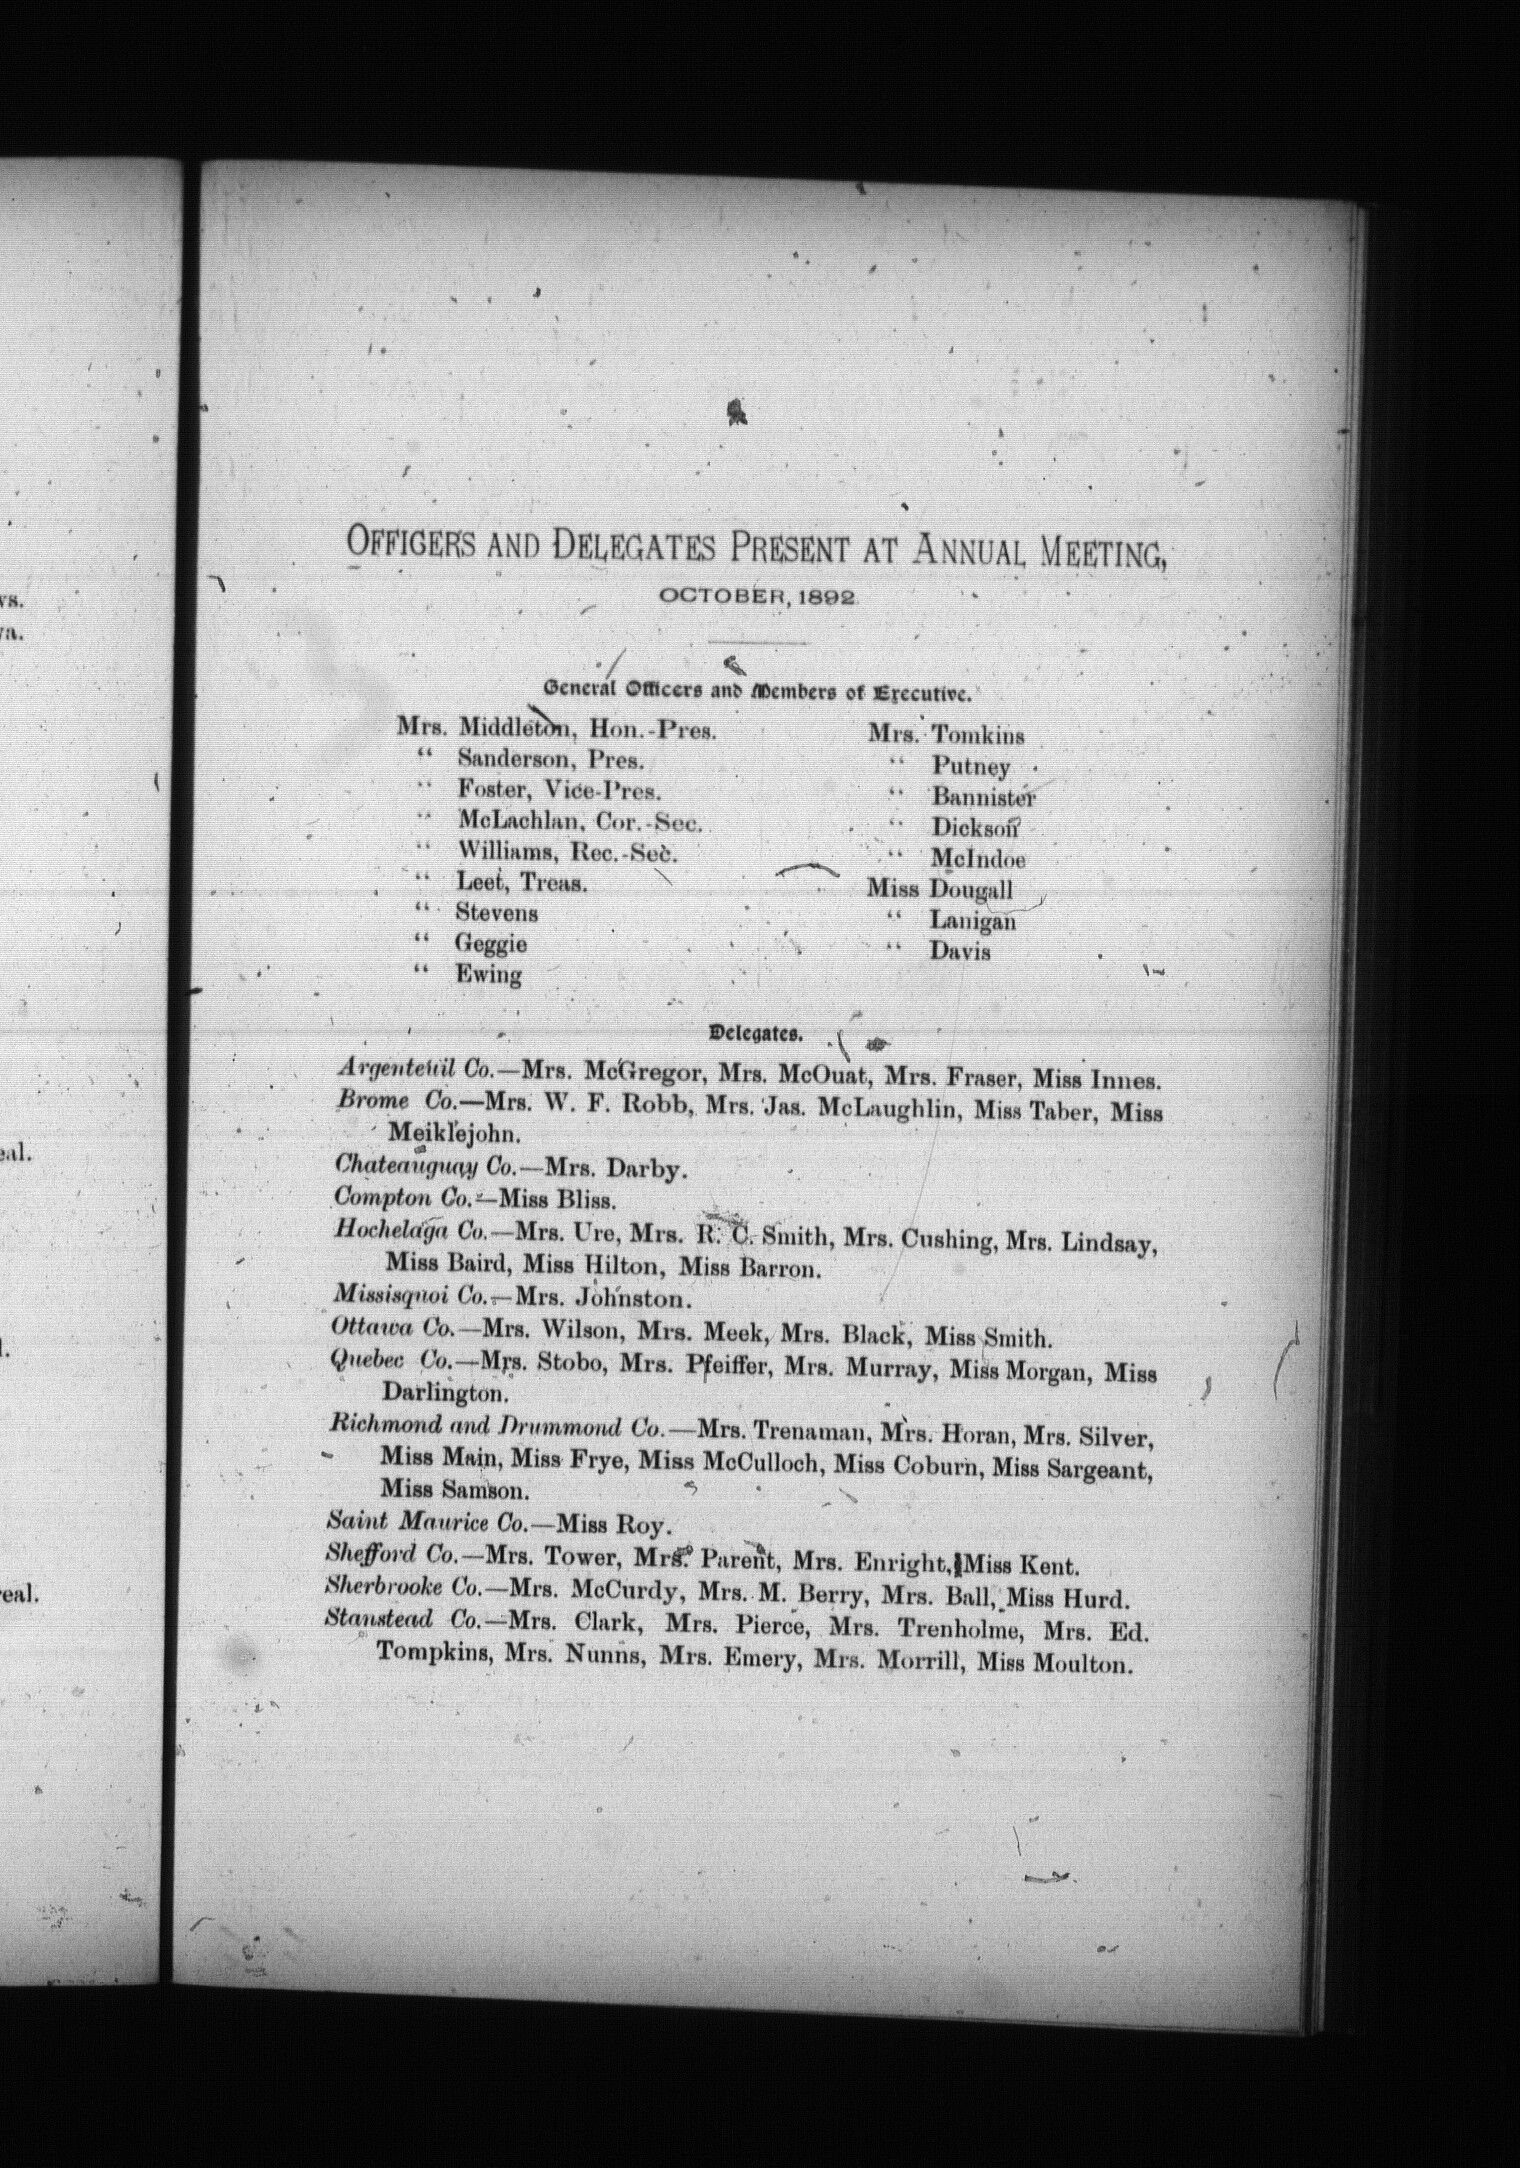 ws.
va.
eal.
l.
real.
OFFICERS AND DELEGATES PRESENT AT ANNUAL MEETING,
OCTOBER, 1892.
General Officers and Members of Executive.
Mrs. Middleton, Hon.-Pres.
“ Sanderson, Pres.
“ Foster, Vice-Pres.
“ McLachlan, Cor.-Sec.
“ Williams, Rec.-Sec.
“ Leet, Treas.
“ Stevens
“ Geggie
“ Ewing
Mrs. Tomkins
“ Putney
“ Bannister
“ Dickson
“ McIndoe
Miss Dougall
“ Lanigan
“ Davis
Delegates.
Argenteuil Co.—Mrs. McGregor, Mrs. McOuat, Mrs. Fraser, Miss Innes.
Brome Co.—Mrs. W. F. Robb, Mrs. Jas. McLaughlin, Miss Taber, Miss
Meiklejohn.
Chateauguay Co.—Mrs. Darby.
Compton Co.—Miss Bliss.
Hochelaga Co.—Mrs. Ure, Mrs. R. C. Smith, Mrs. Cushing, Mrs. Lindsay,
Miss Baird, Miss Hilton, Miss Barron.
Missisquoi Co.—Mrs. Johnston.
Ottawa Co.—Mrs. Wilson, Mrs. Meek, Mrs. Black, Miss Smith.
Quebec Co.—Mrs. Stobo, Mrs. Pfeiffer, Mrs. Murray, Miss Morgan, Miss
Darlington.
Richmond and Drummond Co.—Mrs. Trenaman, Mrs. Horan, Mrs. Silver,
Miss Main, Miss Frye, Miss McCulloch, Miss Coburn, Miss Sargeant,
Miss Samson.
Saint Maurice Co.—Miss Roy.
Shefford Co.—Mrs. Tower, Mrs. Parent, Mrs. Enright, Miss Kent.
Sherbrooke Co.—Mrs. McCurdy, Mrs. M. Berry, Mrs. Ball, Miss Hurd.
Stanstead Co.—Mrs. Clark, Mrs. Pierce, Mrs. Trenholme, Mrs. Ed.
Tompkins, Mrs. Nunns, Mrs. Emery, Mrs. Morrill, Miss Moulton.